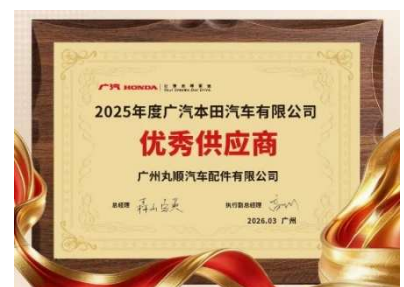 广汽 HONDA
2025年度广汽本田汽车有限公司
优秀供应商
广州丸顺汽车配件有限公司
总经理
执行副总经理
2026.03 广州